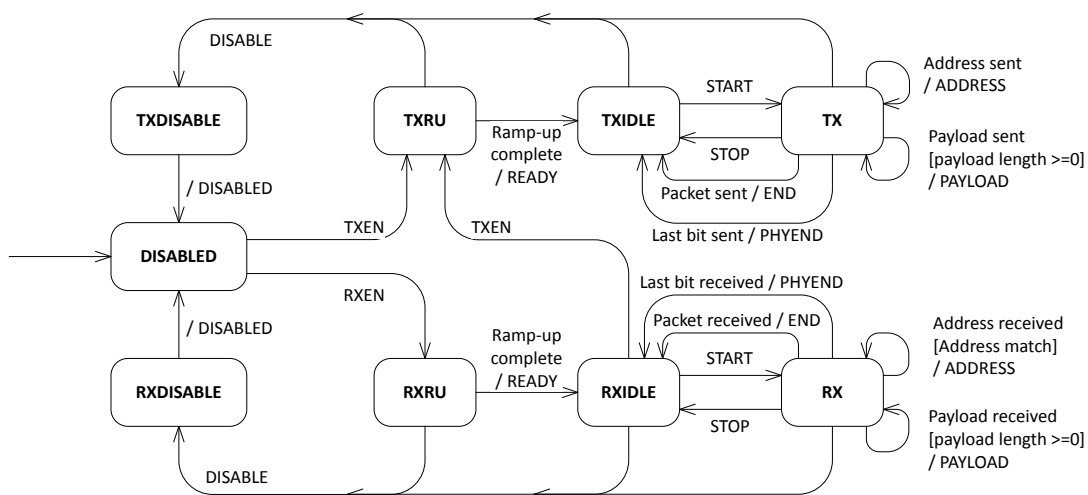 DISABLE
TXDISABLE
TXRU
TXIDLE
TX
START
STOP
Ramp-up
complete
/ READY
Address sent
/ ADDRESS
Payload sent
[payload length >=0]
/ PAYLOAD
Packet sent / END
Last bit sent / PHYEND
/ DISABLED
DISABLED
TXEN
TXEN
RXEN
/ DISABLED
Last bit received / PHYEND
Packet received / END
Ramp-up
complete
/ READY
START
STOP
RXDISABLE
RXRU
RXIDLE
RX
Address received
[Address match]
/ ADDRESS
Payload received
[payload length >=0]
/ PAYLOAD
DISABLE